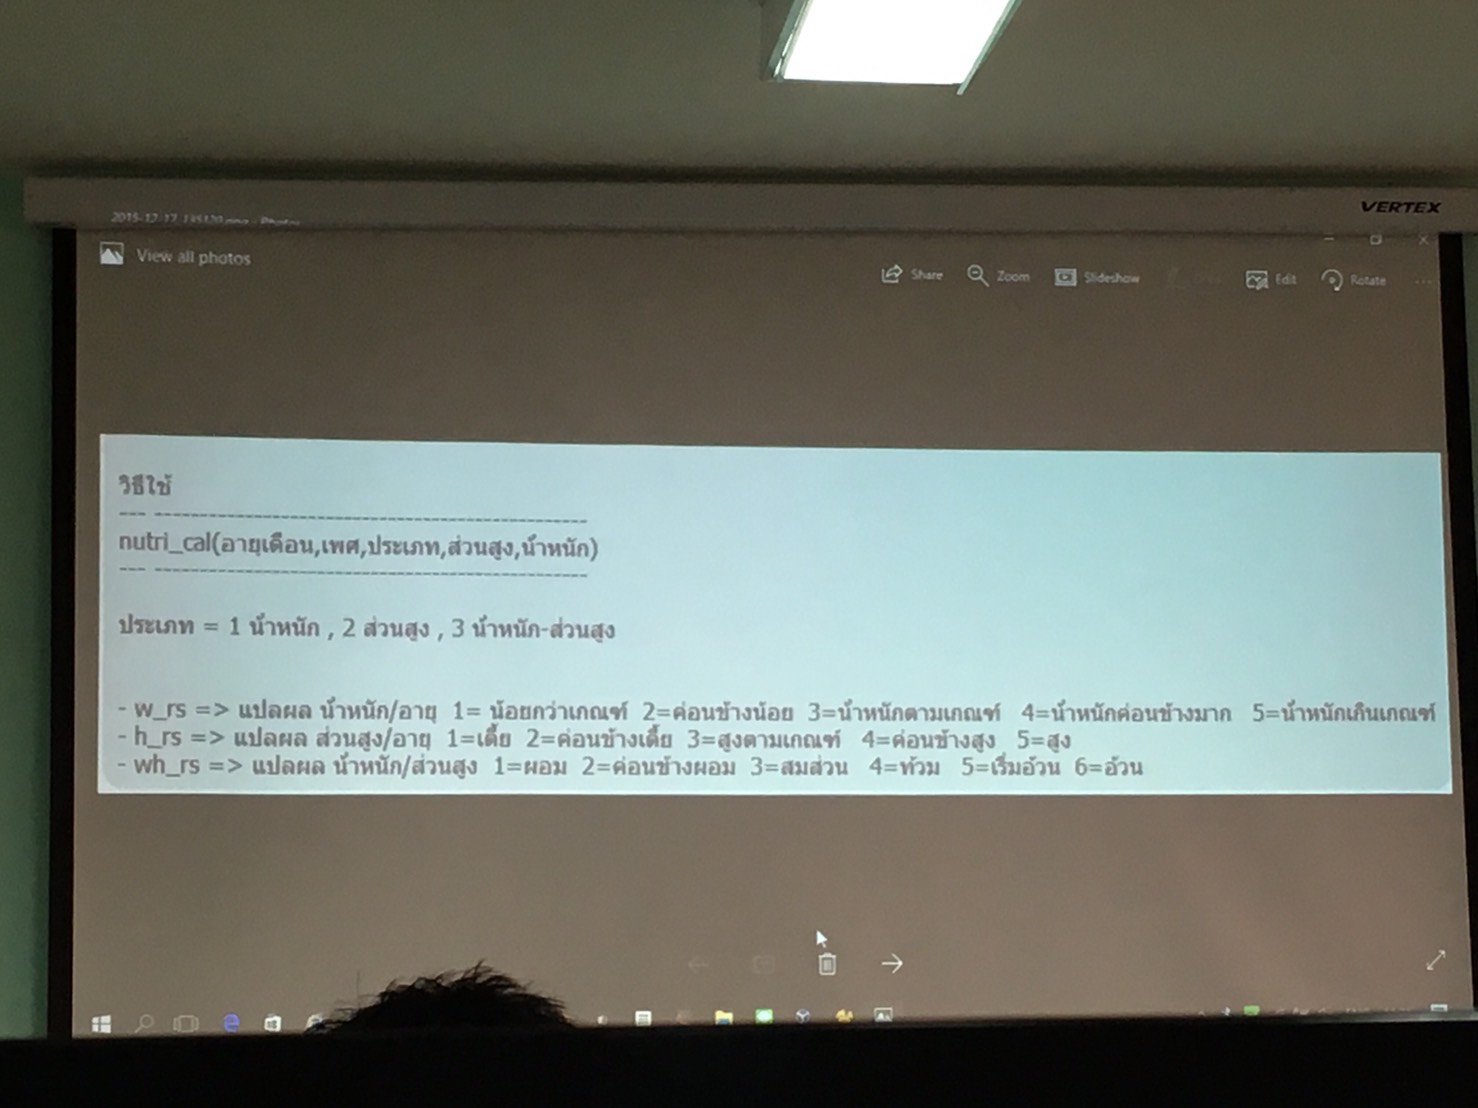 VERTEX
View all photos
Share Zoom Slideshow Edit Rotate ...
วิธีใช้
--- -------------------------------------------------
nutri_cal(อายุเดือน,เพศ,ประเภท,ส่วนสูง,น้ำหนัก)
--- -------------------------------------------------
ประเภท = 1 น้ำหนัก , 2 ส่วนสูง , 3 น้ำหนัก-ส่วนสูง
- w_rs => แปลผล น้ำหนัก/อายุ 1= น้อยกว่าเกณฑ์ 2=ค่อนข้างน้อย 3=น้ำหนักตามเกณฑ์ 4=น้ำหนักค่อนข้างมาก 5=น้ำหนักเกินเกณฑ์
- h_rs => แปลผล ส่วนสูง/อายุ 1=เตี้ย 2=ค่อนข้างเตี้ย 3=สูงตามเกณฑ์ 4=ค่อนข้างสูง 5=สูง
- wh_rs => แปลผล น้ำหนัก/ส่วนสูง 1=ผอม 2=ค่อนข้างผอม 3=สมส่วน 4=ท้วม 5=เริ่มอ้วน 6=อ้วน